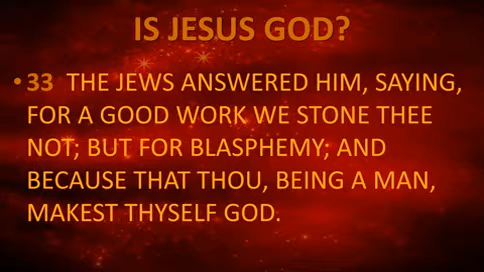 IS JESUS GOD?
• 33 THE JEWS ANSWERED HIM, SAYING,
FOR A GOOD WORK WE STONE THEE
NOT; BUT FOR BLASPHEMY; AND
BECAUSE THAT THOU, BEING A MAN,
MAKEST THYSELF GOD.